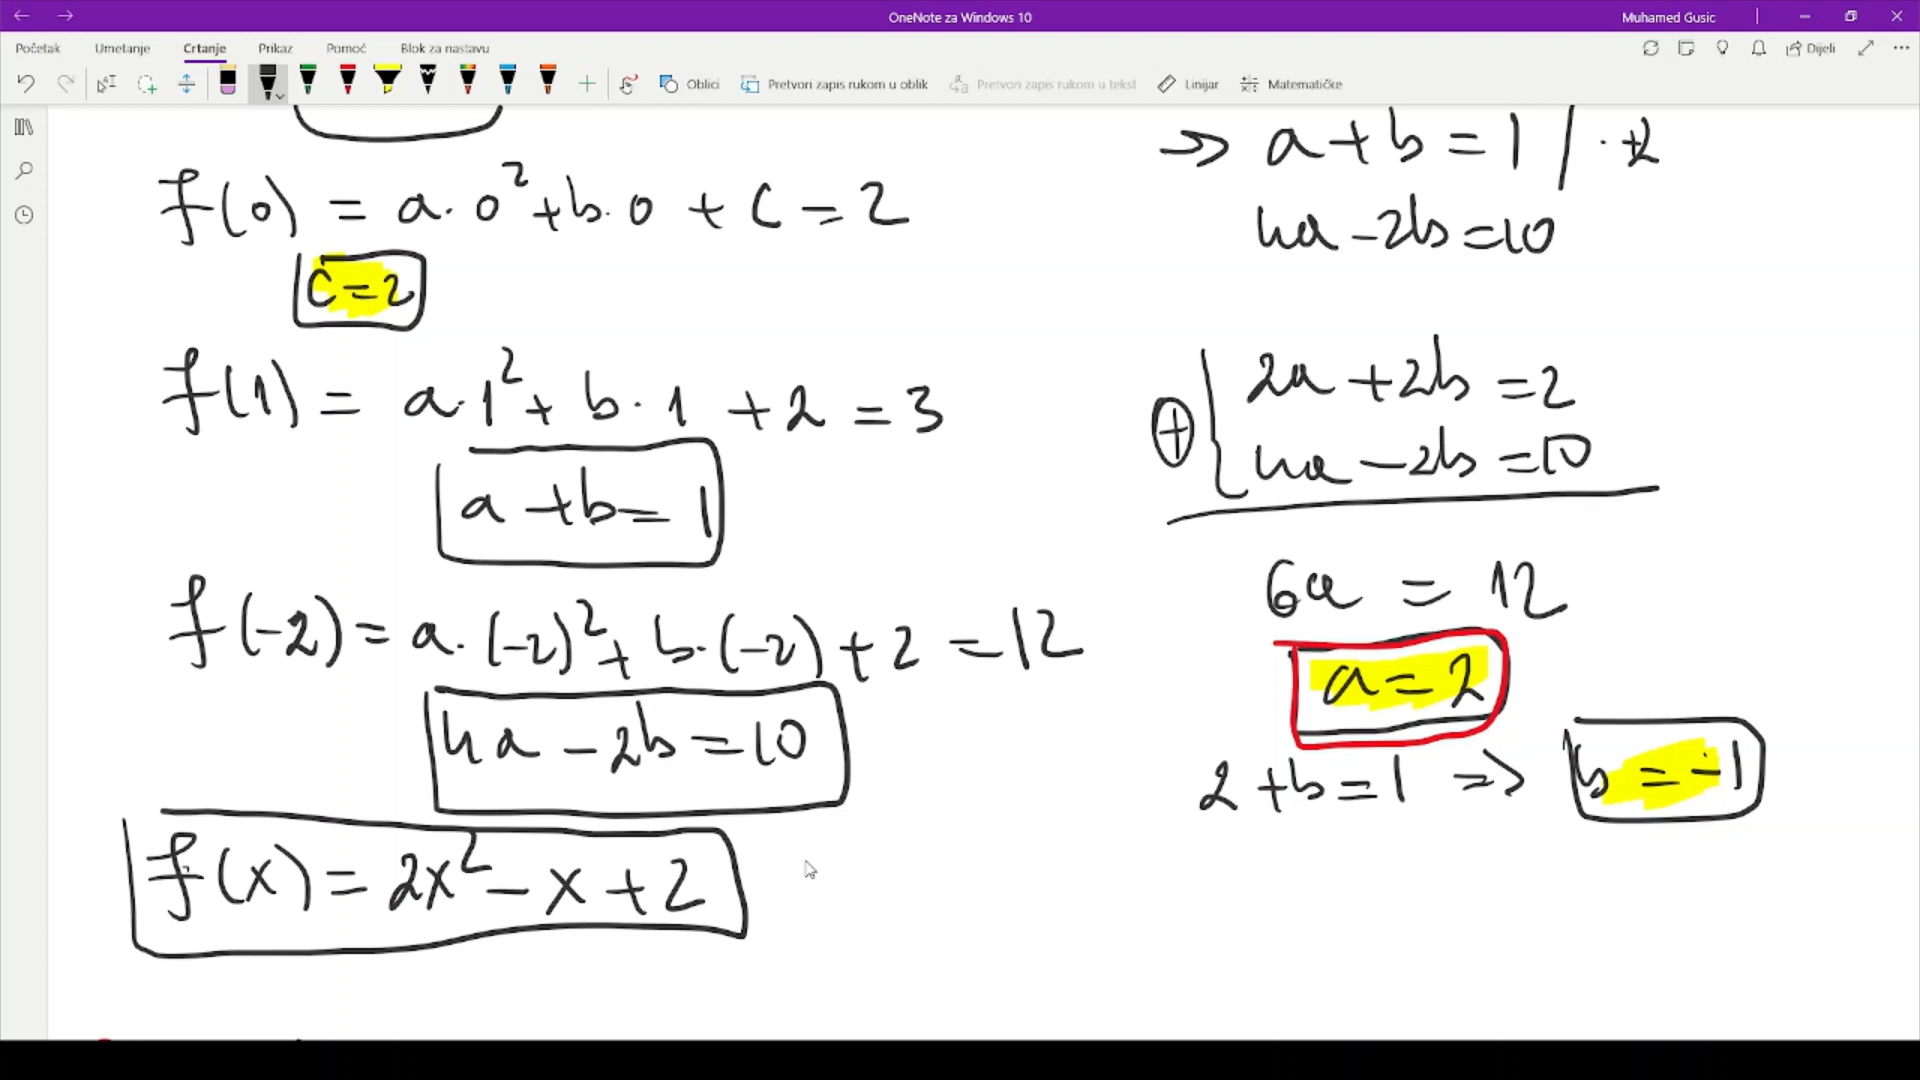 OneNote za Windows 10
Muhamed Gusic
Početak Umetanje Crtanje Prikaz Pomoć Blok za nastavu
Dijeli
Oblici Pretvori zapis rukom u oblik Pretvori zapis rukom u tekst Linijar Matematičke
f(0) = a·0²+b·0 + C = 2
C=2
f(1) = a·1²+ b·1 +2 = 3
a+b=1
f(-2) = a·(-2)²+ b·(-2)+2 =12
4a-2b=10
f(x) = 2x²-x+2
=> a+b=1 /·2
4a-2b=10
2a+2b=2
+
4a-2b=10
6a = 12
a=2
2+b=1 => b=-1